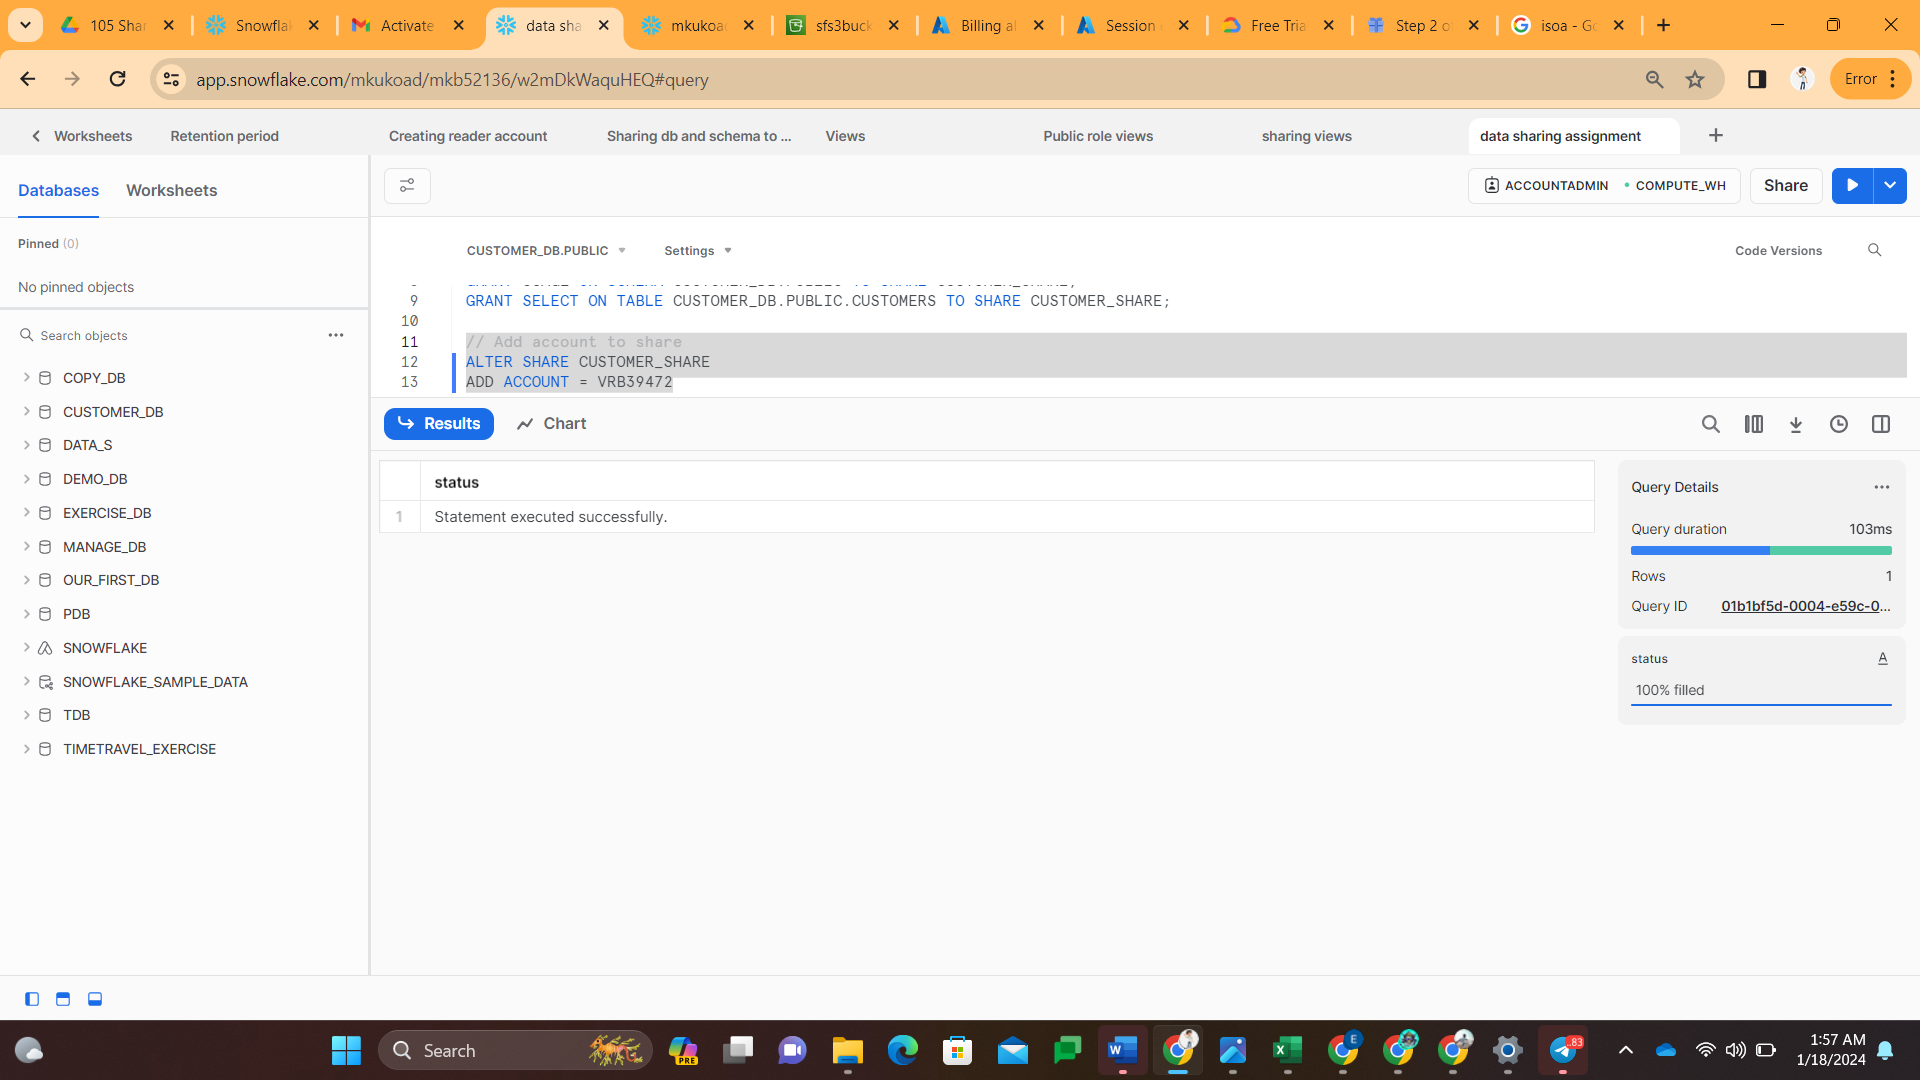 105 Shar
Snowflak
Activate
data sha
mkukoad
sfs3buck
Billing al
Session
Free Tria
Step 2 o
isoa - Go
app.snowflake.com/mkukoad/mkb52136/w2mDkWaquHEQ#query
Error
Worksheets
Retention period
Creating reader account
Sharing db and schema to ...
Views
Public role views
sharing views
data sharing assignment
Databases
Worksheets
ACCOUNTADMIN
COMPUTE_WH
Share
Pinned (0)
No pinned objects
CUSTOMER_DB.PUBLIC
Settings
Code Versions
9 GRANT SELECT ON TABLE CUSTOMER_DB.PUBLIC.CUSTOMERS TO SHARE CUSTOMER_SHARE;
10
11 // Add account to share
12 ALTER SHARE CUSTOMER_SHARE
13 ADD ACCOUNT = VRB39472
Search objects
COPY_DB
CUSTOMER_DB
DATA_S
DEMO_DB
EXERCISE_DB
MANAGE_DB
OUR_FIRST_DB
PDB
SNOWFLAKE
SNOWFLAKE_SAMPLE_DATA
TDB
TIMETRAVEL_EXERCISE
Results
Chart
status
1 Statement executed successfully.
Query Details
Query duration 103ms
Rows 1
Query ID 01b1bf5d-0004-e59c-0...
status A
100% filled
Search
PRE
W
X
E
83
1:57 AM
1/18/2024